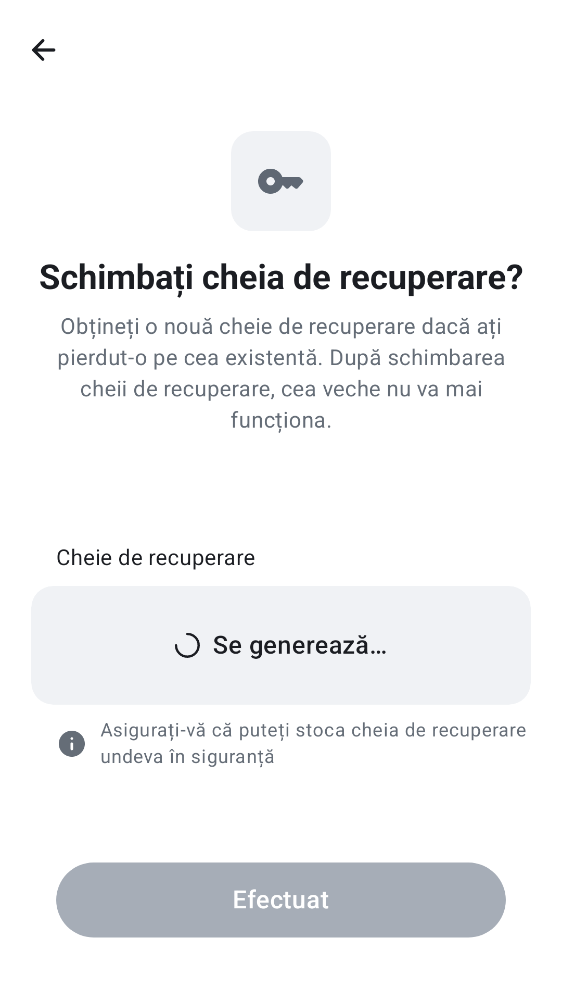 Schimbați cheia de recuperare?
Obțineți o nouă cheie de recuperare dacă ați
pierdut-o pe cea existentă. După schimbarea
cheii de recuperare, cea veche nu va mai
funcționa.
Cheie de recuperare
Se generează…
Asigurați-vă că puteți stoca cheia de recuperare
undeva în siguranță
Efectuat